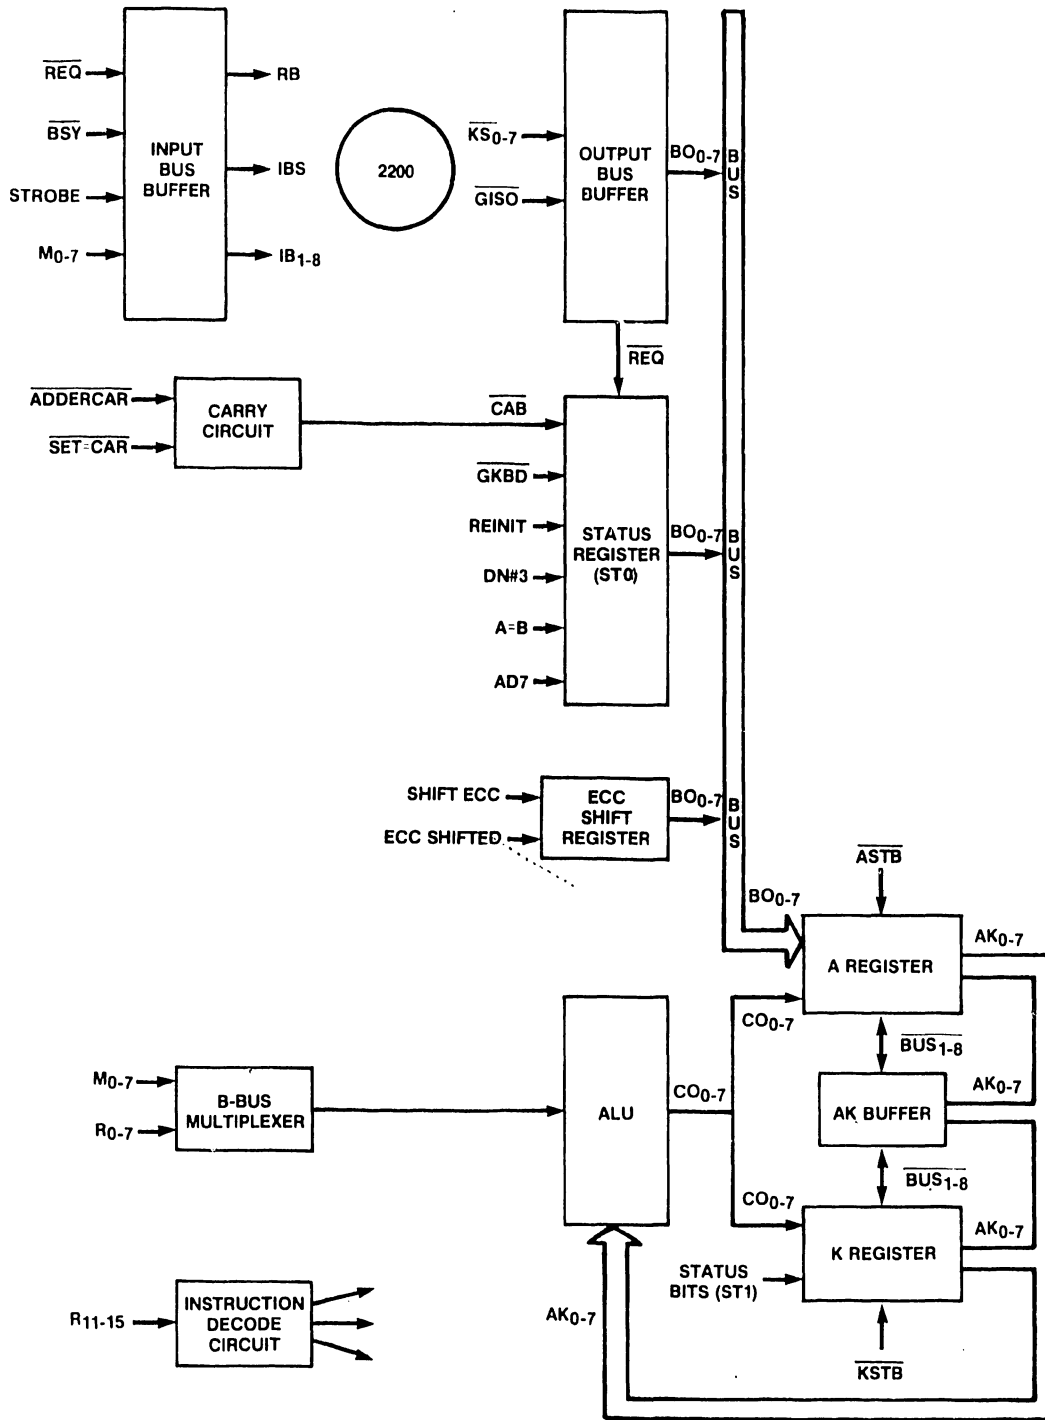 REQ
BSY
STROBE
M0-7
INPUT
BUS
BUFFER
RB
IBS
IB1-8
2200
KS0-7
GISO
OUTPUT
BUS
BUFFER
BO0-7
BUS
REQ
ADDERCAR
SET=CAR
CARRY
CIRCUIT
CAB
GKBD
REINIT
DN#3
A=B
AD7
STATUS
REGISTER
(ST0)
BO0-7
BUS
SHIFT ECC
ECC SHIFTED
ECC
SHIFT
REGISTER
BO0-7
BUS
ASTB
BO0-7
A REGISTER
AK0-7
CO0-7
BUS1-8
M0-7
R0-7
B-BUS
MULTIPLEXER
ALU
CO0-7
AK BUFFER
AK0-7
BUS1-8
CO0-7
K REGISTER
AK0-7
STATUS
BITS (ST1)
KSTB
R11-15
INSTRUCTION
DECODE
CIRCUIT
AK0-7